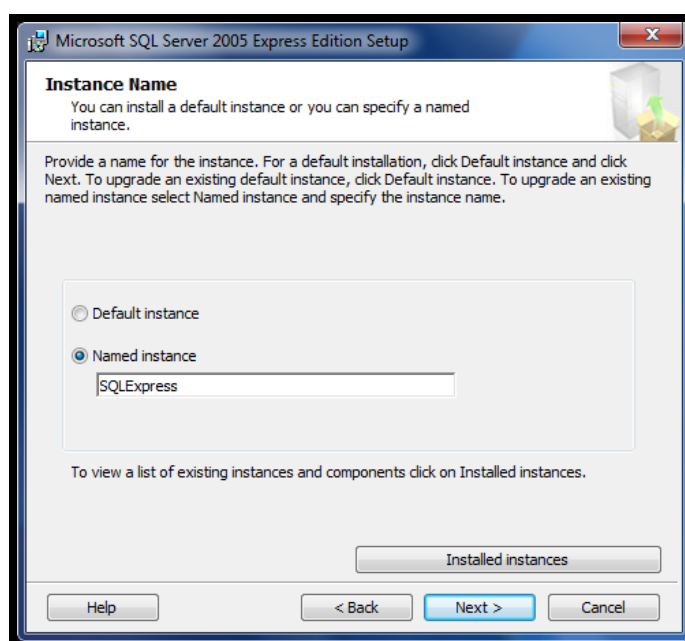 Microsoft SQL Server 2005 Express Edition Setup
Instance Name
You can install a default instance or you can specify a named
instance.
Provide a name for the instance. For a default installation, click Default instance and click
Next. To upgrade an existing default instance, click Default instance. To upgrade an existing
named instance select Named instance and specify the instance name.
Default instance
Named instance
SQLExpress
To view a list of existing instances and components click on Installed instances.
Installed instances
Help
< Back
Next >
Cancel